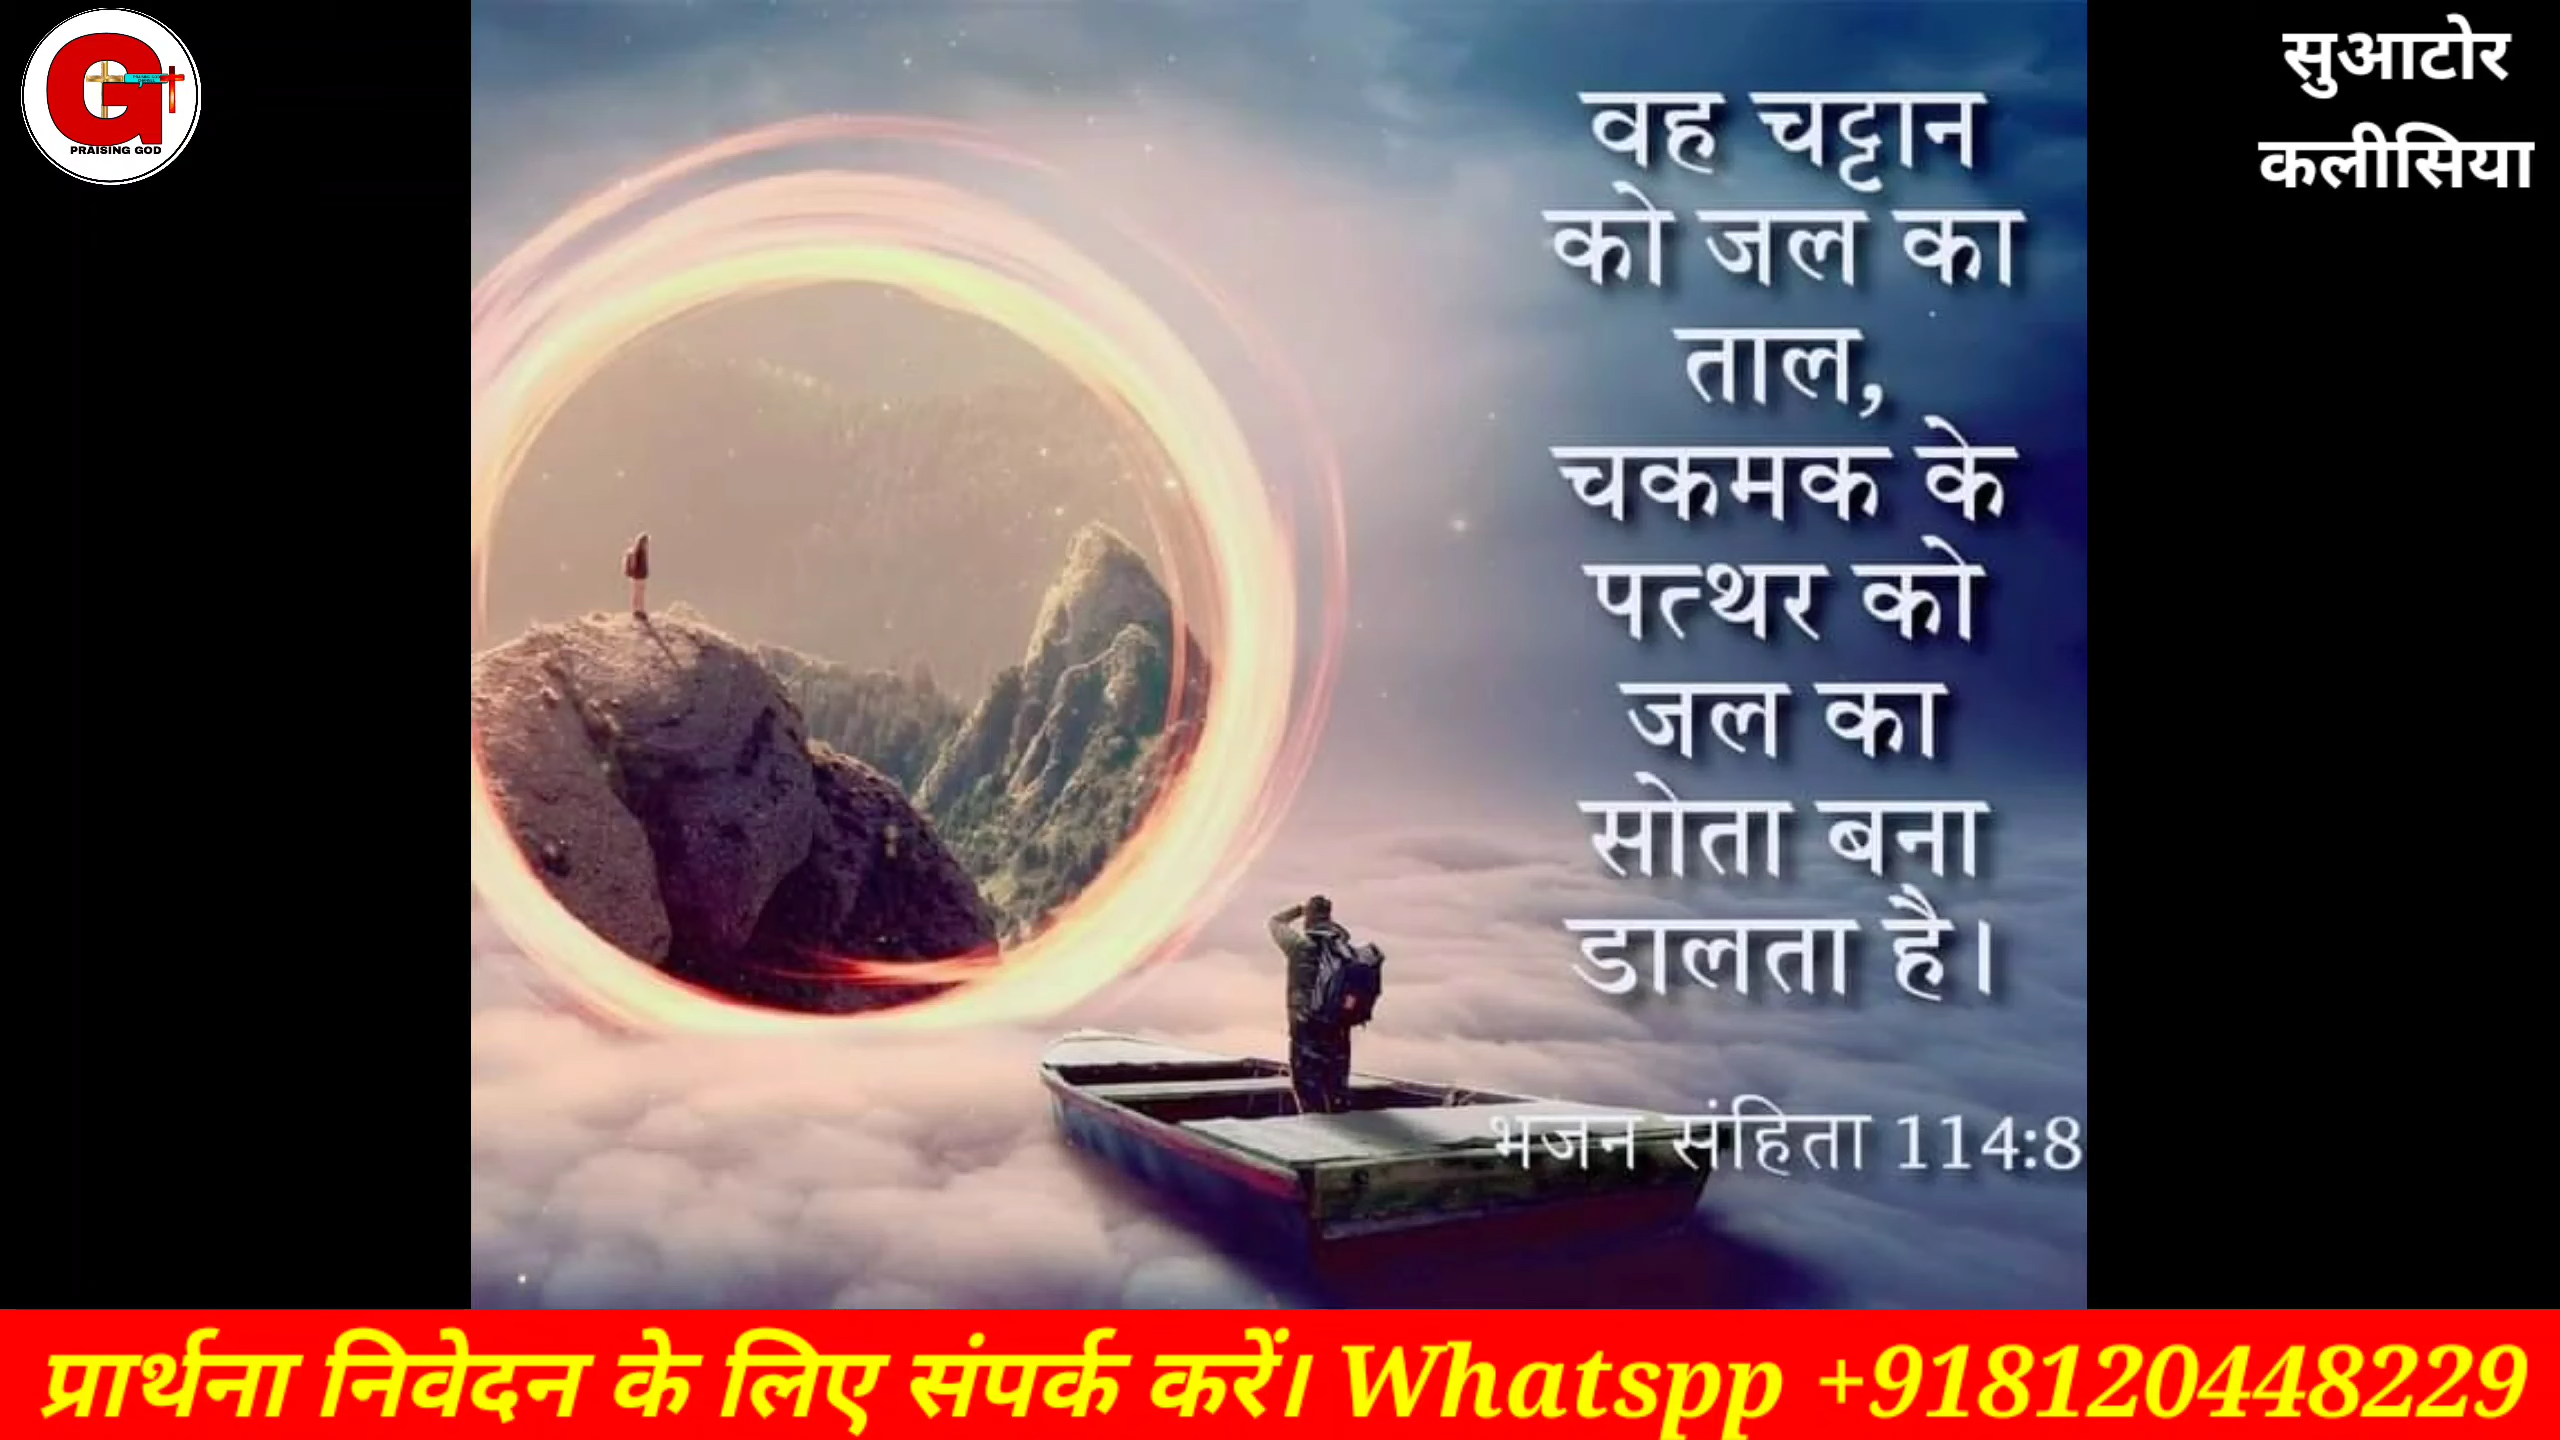 PRAISING GOD
सुआटोर
कलीसिया
वह चट्टान
को जल का
ताल,
चकमक के
पत्थर को
जल का
सोता बना
डालता है।
भजन संहिता 114:8
प्रार्थना निवेदन के लिए संपर्क करें। Whatspp +918120448229